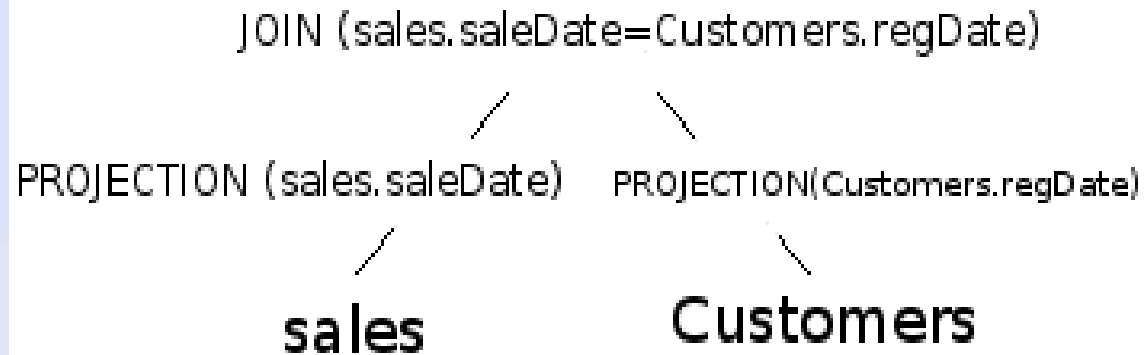 JOIN (sales.saleDate=Customers.regDate)
PROJECTION (sales.saleDate) PROJECTION(Customers.regDate)
sales Customers